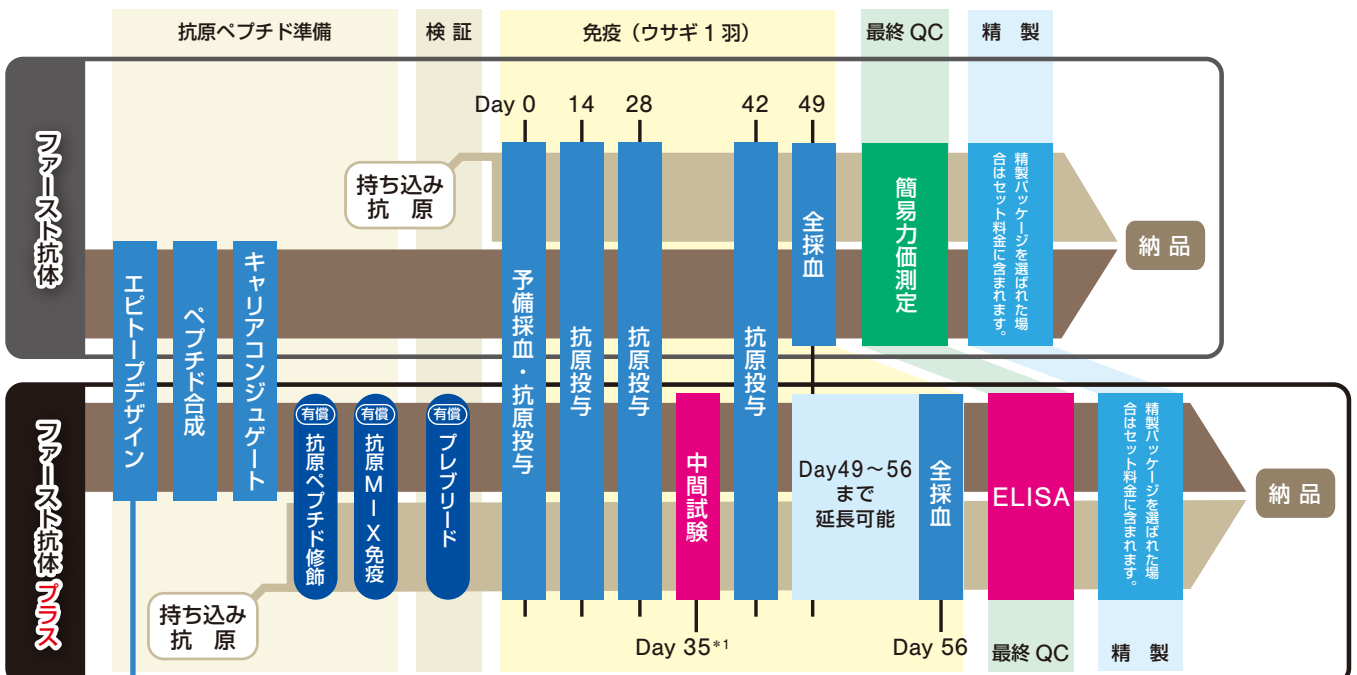 抗原ペプチド準備
検 証
免疫（ウサギ 1 羽）
最終 QC
精 製
ファースト抗体
Day 0
14
28
42
49
持ち込み
抗 原
エピトープデザイン
ペプチド合成
キャリアコンジュゲート
予備採血・抗原投与
抗原投与
抗原投与
抗原投与
全採血
簡易力価測定
精製パッケージを選ばれた場
合はセット料金に含まれます。
納 品
ファースト抗体 プラス
有償
抗原ペプチド修飾
有償
抗原MIX免疫
有償
プレブリード
持ち込み
抗 原
中間試験
Day49～56
まで
延長可能
全採血
ELISA
精製パッケージを選ばれた場
合はセット料金に含まれます。
納 品
Day 35*1
Day 56
最終 QC
精 製